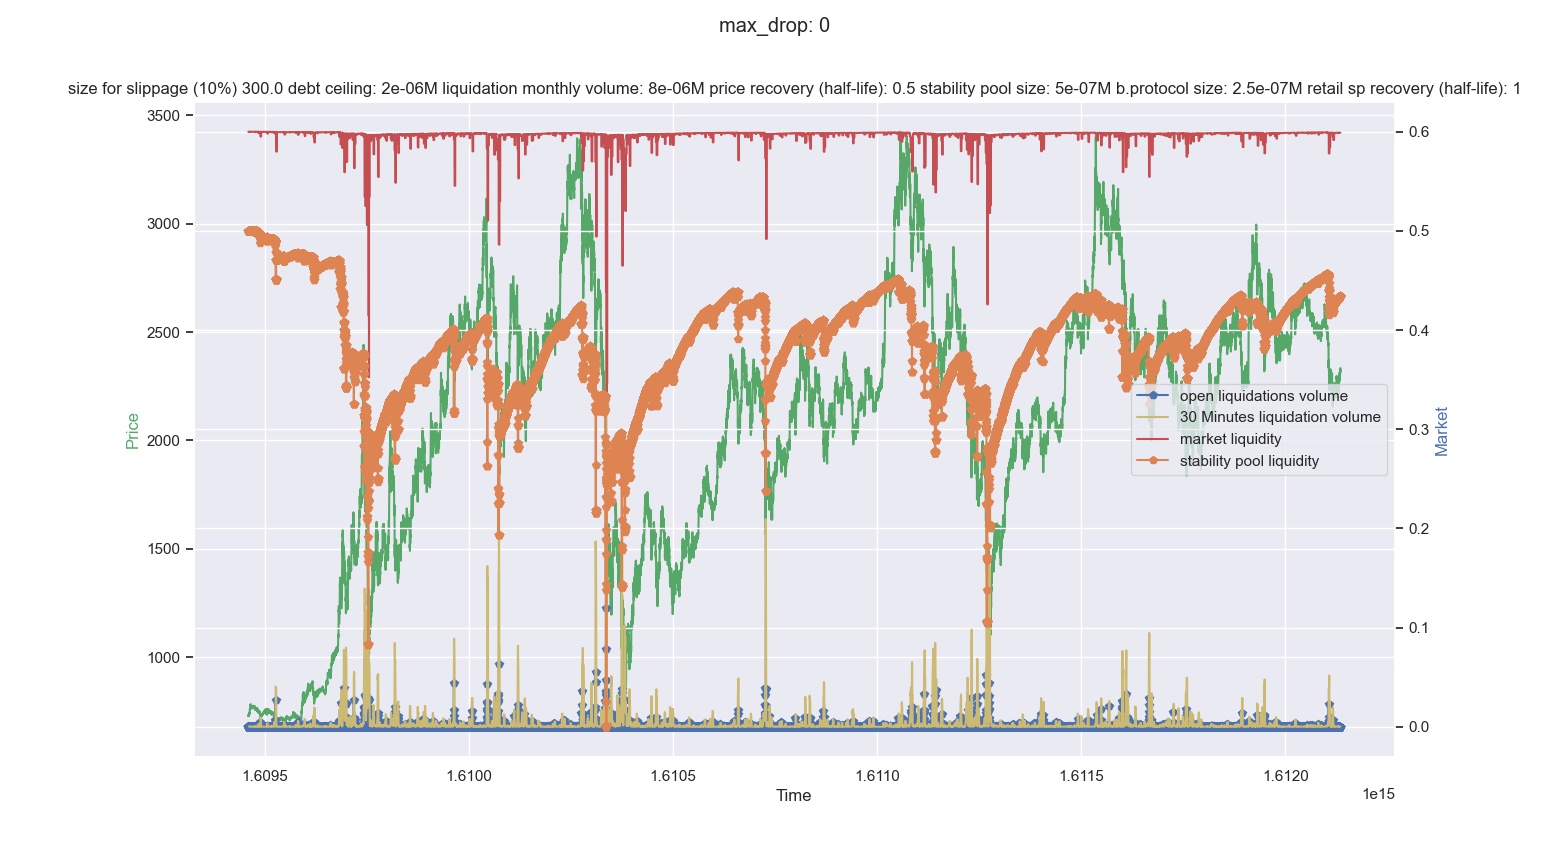 max_drop: 0
size for slippage (10%) 300.0 debt ceiling: 2e-06M liquidation monthly volume: 8e-06M price recovery (half-life): 0.5 stability pool size: 5e-07M b.protocol size: 2.5e-07M retail sp recovery (half-life): 1
3500
3000
2500
2000
1500
1000
Price
0.6
0.5
0.4
0.3
0.2
0.1
0.0
Market
open liquidations volume
30 Minutes liquidation volume
market liquidity
stability pool liquidity
1.6095
1.6100
1.6105
1.6110
1.6115
1.6120
Time
1e15